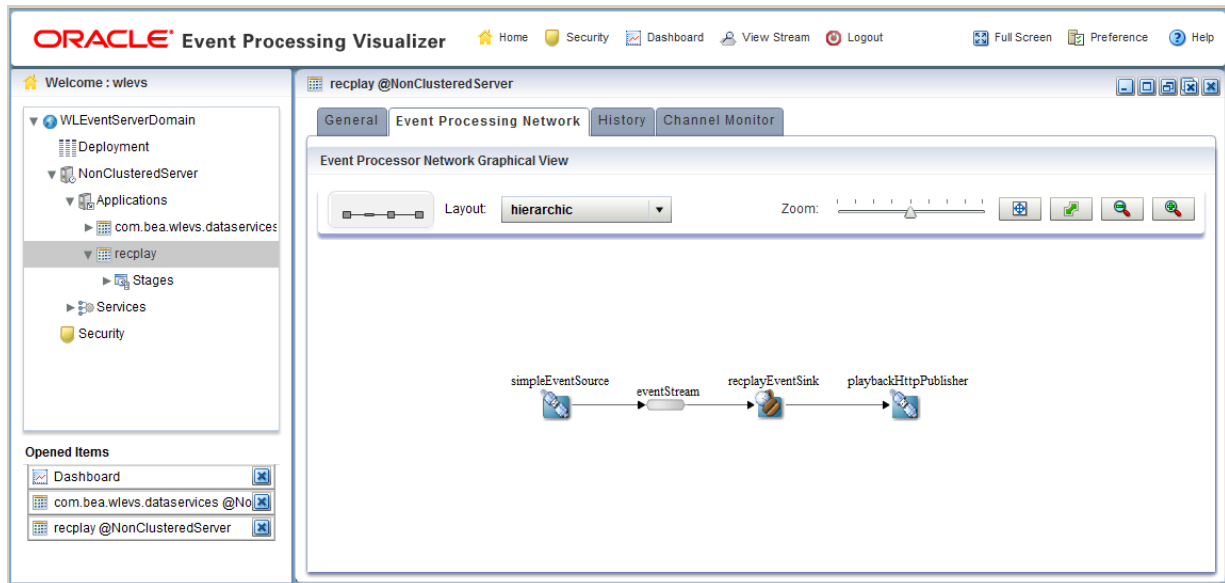 ORACLE Event Processing Visualizer Home Security Dashboard View Stream Logout Full Screen Preference Help
Welcome : wlevs
WLEventServerDomain
Deployment
NonClusteredServer
Applications
com.bea.wlevs.dataservices
recplay
Stages
Services
Security
Opened Items
Dashboard
com.bea.wlevs.dataservices @No
recplay @NonClusteredServer
recplay @NonClusteredServer
General Event Processing Network History Channel Monitor
Event Processor Network Graphical View
Layout: hierarchic Zoom:
simpleEventSource eventStream recplayEventSink playbackHttpPublisher